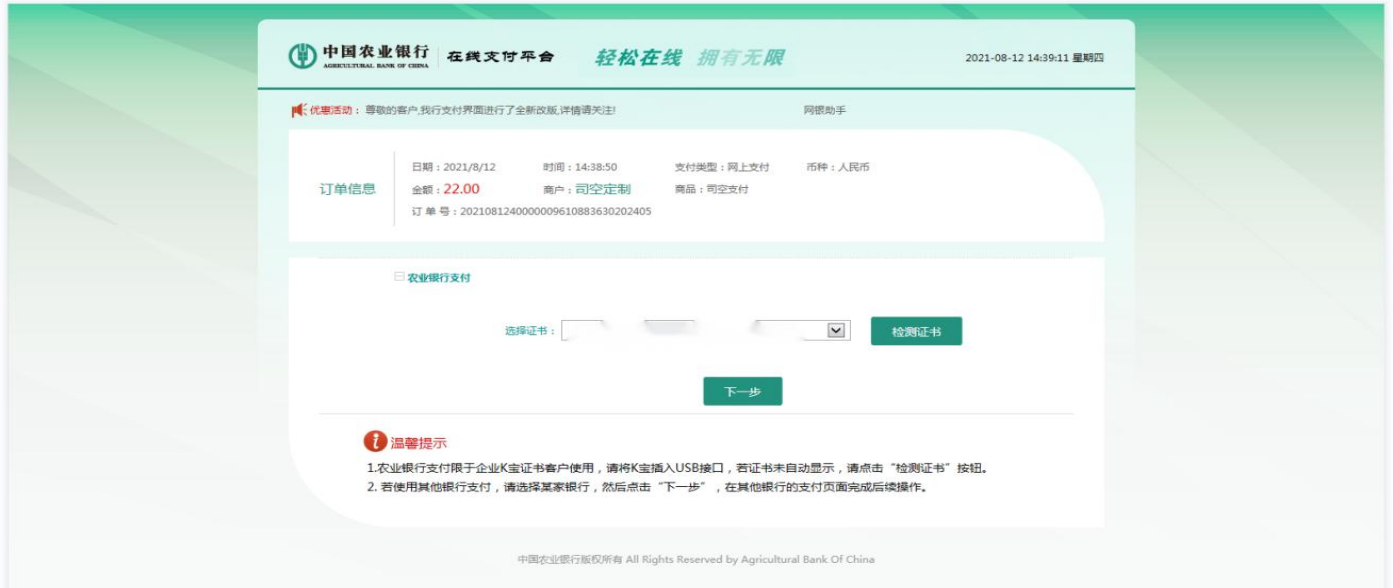 中国农业银行 在线支付平台 轻松在线 拥有无限 2021-08-12 14:39:11 星期四
AGRICULTURAL BANK OF CHINA
优惠活动：尊敬的客户,我行支付界面进行了全新改版,详情请关注! 网银助手
日期：2021/8/12 时间：14:38:50 支付类型：网上支付 币种：人民币
订单信息 金额：22.00 商户：司空定制 商品：司空支付
订 单 号：20210812400000009610883630202405
农业银行支付
选择证书： 检测证书
下一步
温馨提示
1.农业银行支付限于企业K宝证书客户使用，请将K宝插入USB接口，若证书未自动显示，请点击“检测证书”按钮。
2. 若使用其他银行支付，请选择某家银行，然后点击“下一步”，在其他银行的支付页面完成后续操作。
中国农业银行版权所有 All Rights Reserved by Agricultural Bank Of China